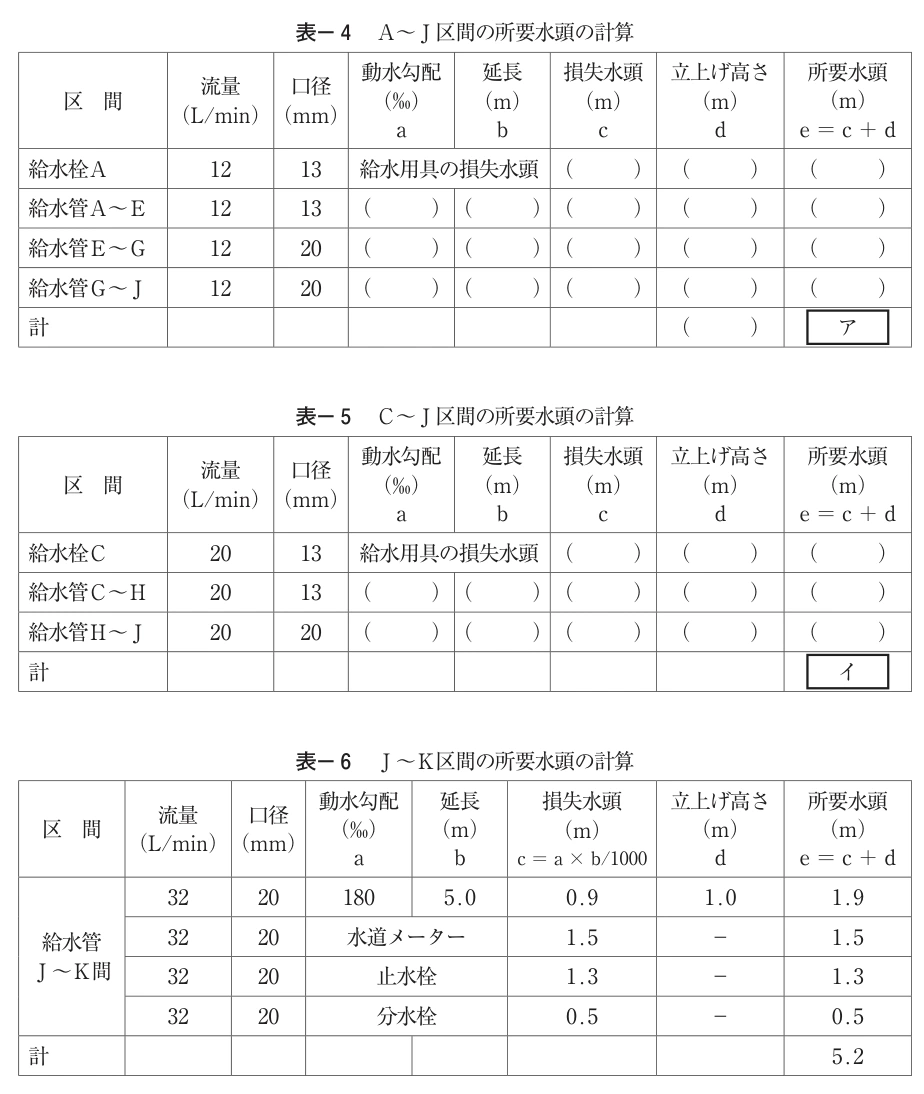 表－4　A～J区間の所要水頭の計算
区　間　流量（L/min）　口径（mm）　動水勾配（‰）a　延長（m）b　損失水頭（m）c　立上げ高さ（m）d　所要水頭（m）e = c + d
給水栓A　12　13　給水用具の損失水頭　（　　）　（　　）　（　　）
給水管A～E　12　13　（　　）　（　　）　（　　）　（　　）　（　　）
給水管E～G　12　20　（　　）　（　　）　（　　）　（　　）　（　　）
給水管G～J　12　20　（　　）　（　　）　（　　）　（　　）　（　　）
計　（　　）　ア
表－5　C～J区間の所要水頭の計算
区　間　流量（L/min）　口径（mm）　動水勾配（‰）a　延長（m）b　損失水頭（m）c　立上げ高さ（m）d　所要水頭（m）e = c + d
給水栓C　20　13　給水用具の損失水頭　（　　）　（　　）　（　　）
給水管C～H　20　13　（　　）　（　　）　（　　）　（　　）　（　　）
給水管H～J　20　20　（　　）　（　　）　（　　）　（　　）　（　　）
計　イ
表－6　J～K区間の所要水頭の計算
区　間　流量（L/min）　口径（mm）　動水勾配（‰）a　延長（m）b　損失水頭（m）c = a × b/1000　立上げ高さ（m）d　所要水頭（m）e = c + d
給水管J～K間　32　20　180　5.0　0.9　1.0　1.9
32　20　水道メーター　1.5　−　1.5
32　20　止水栓　1.3　−　1.3
32　20　分水栓　0.5　−　0.5
計　5.2